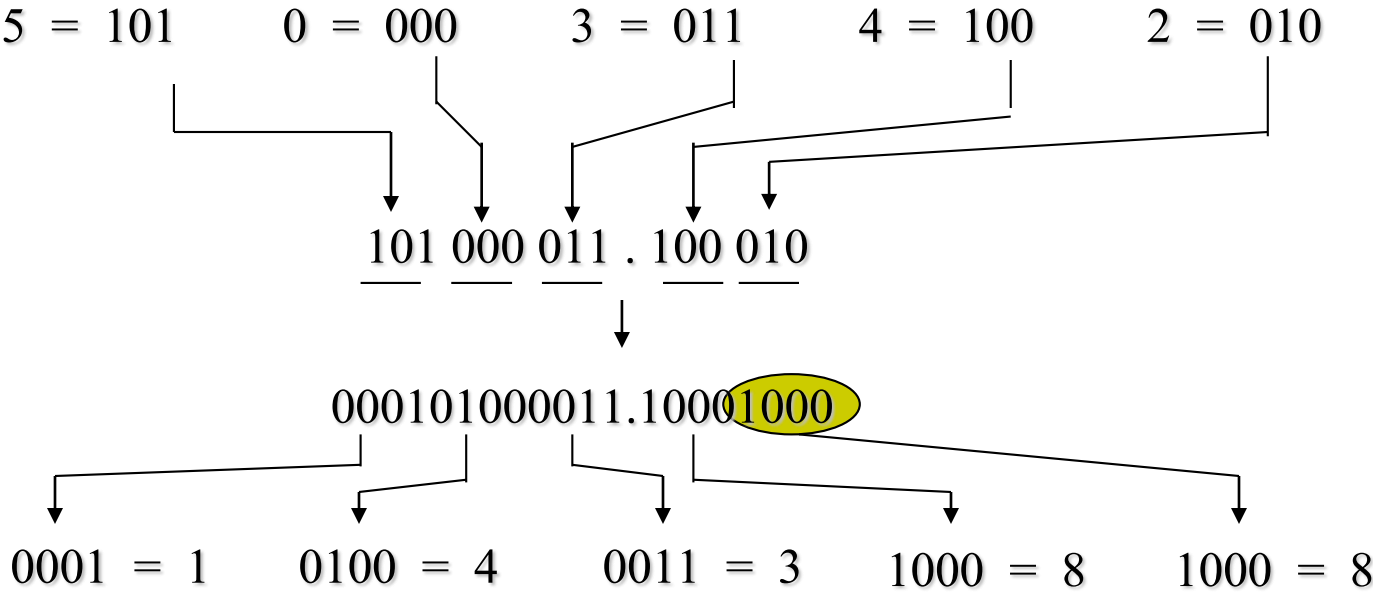 5 = 101 0 = 000 3 = 011 4 = 100 2 = 010
101 000 011 . 100 010
000101000011.10001000
0001 = 1 0100 = 4 0011 = 3 1000 = 8 1000 = 8